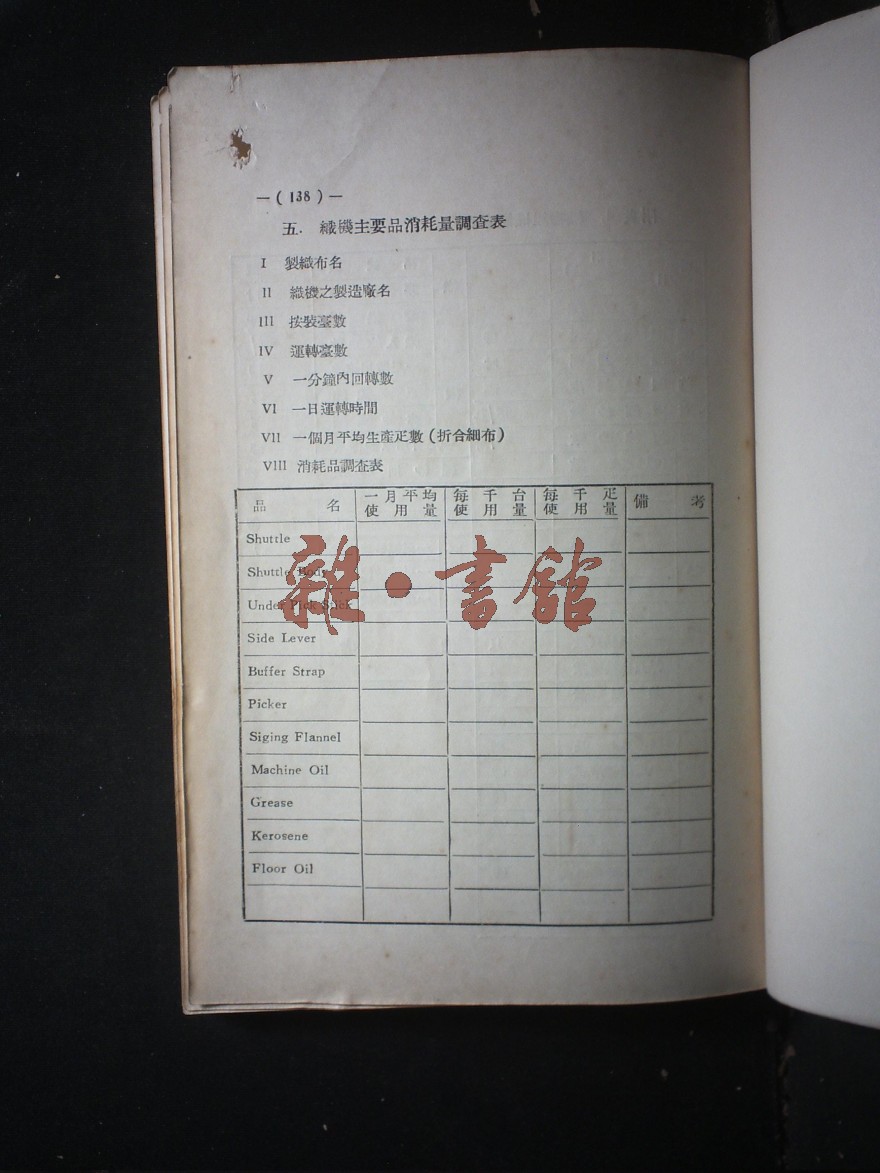 —( 138 )—
五. 織機主要品消耗量調查表
I 製織布名
II 織機之製造廠名
III 按裝臺數
IV 運轉臺數
V 一分鐘內回轉數
VI 一日運轉時間
VII 一個月平均生產疋數(折合細布)
VIII 消耗品調查表
品名 一月平均使用量 每千台使用量 每千疋使用量 備考
Shuttle
Shuttle Body
Under Pick Stick
Side Lever
Buffer Strap
Picker
Siging Flannel
Machine Oil
Grease
Kerosene
Floor Oil
雜·書館